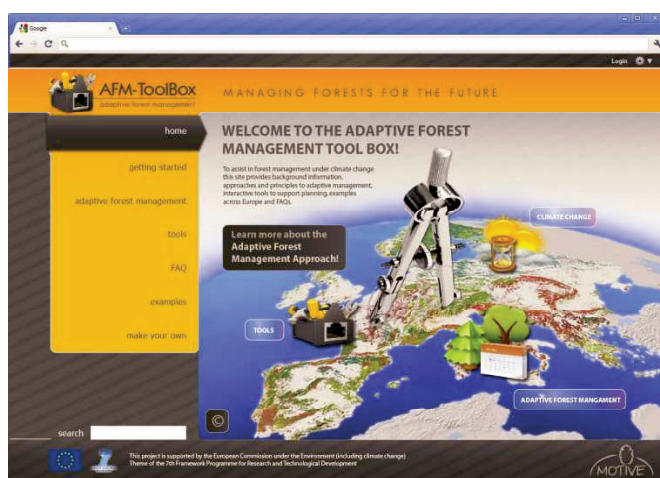 Google
Login
AFM-ToolBox
adaptive forest management
MANAGING FORESTS FOR THE FUTURE
home
getting started
adaptive forest management
tools
FAQ
examples
make your own
search
WELCOME TO THE ADAPTIVE FOREST
MANAGEMENT TOOL BOX!
To assist in forest management under climate change
this site provides background information,
approaches and principles to adaptive management,
interactive tools to support planning, examples
across Europe and FAQs.
Learn more about the
Adaptive Forest
Management Approach!
CLIMATE CHANGE
TOOLS
ADAPTIVE FOREST MANGAMENT
©
This project is supported by the European Commission under the Environment (including climate change)
Theme of the 7th Framework Programme for Research and Technological Development
MOTIVE